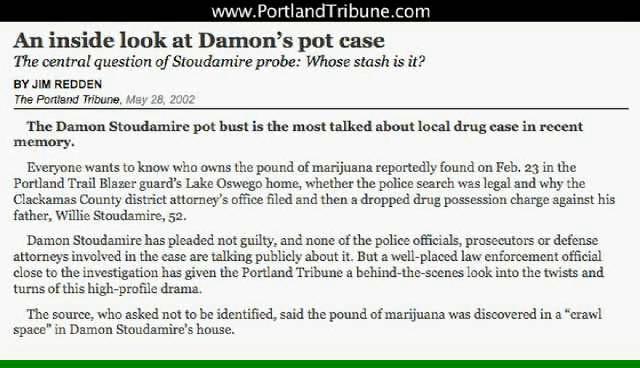 www.PortlandTribune.com
An inside look at Damon's pot case
The central question of Stoudamire probe: Whose stash is it?
BY JIM REDDEN
The Portland Tribune, May 28, 2002
The Damon Stoudamire pot bust is the most talked about local drug case in recent
memory.
Everyone wants to know who owns the pound of marijuana reportedly found on Feb. 23 in the
Portland Trail Blazer guard's Lake Oswego home, whether the police search was legal and why the
Clackamas County district attorney's office filed and then a dropped drug possession charge against his
father, Willie Stoudamire, 52.
Damon Stoudamire has pleaded not guilty, and none of the police officials, prosecutors or defense
attorneys involved in the case are talking publicly about it. But a well-placed law enforcement official
close to the investigation has given the Portland Tribune a behind-the-scenes look into the twists and
turns of this high-profile drama.
The source, who asked not to be identified, said the pound of marijuana was discovered in a “crawl
space” in Damon Stoudamire's house.